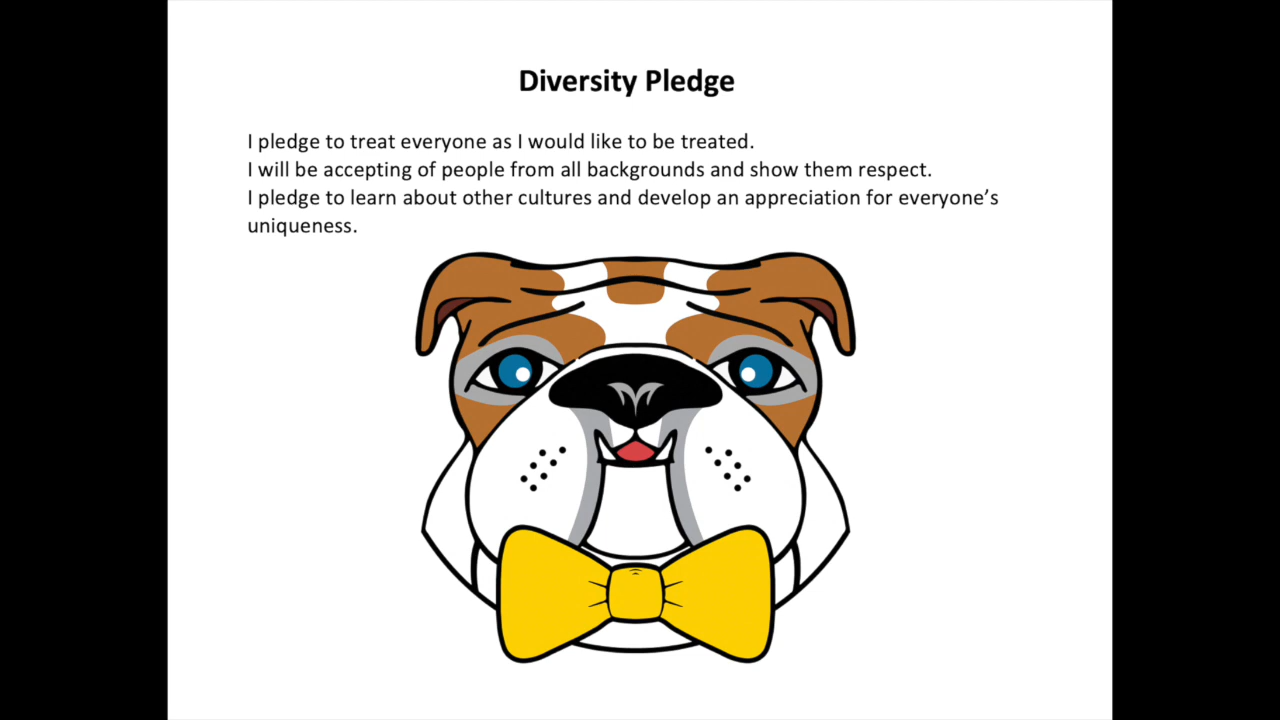 Diversity Pledge
I pledge to treat everyone as I would like to be treated.
I will be accepting of people from all backgrounds and show them respect.
I pledge to learn about other cultures and develop an appreciation for everyone’s
uniqueness.